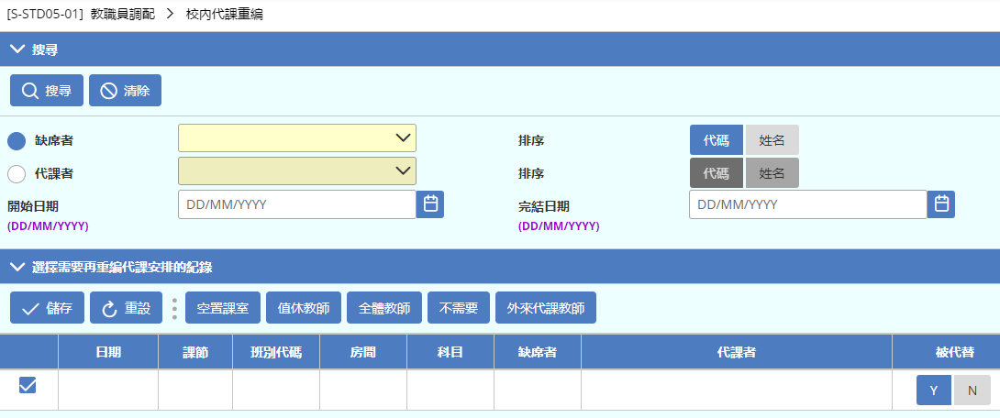 [S-STD05-01] 教職員調配 > 校內代課重編
搜尋
搜尋 清除
缺席者 排序 代碼 姓名
代課者 排序 代碼 姓名
開始日期 DD/MM/YYYY 完結日期 DD/MM/YYYY
(DD/MM/YYYY) (DD/MM/YYYY)
選擇需要再重編代課安排的紀錄
儲存 重設 空置課室 值休教師 全體教師 不需要 外來代課教師
日期 課節 班別代碼 房間 科目 缺席者 代課者 被代替
Y N